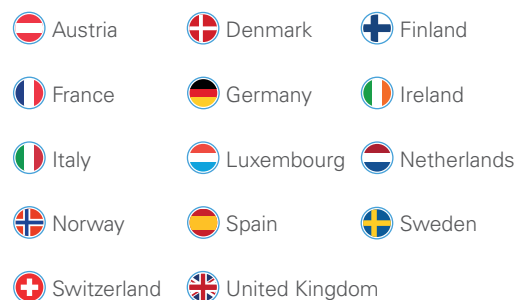 Austria Denmark Finland
France Germany Ireland
Italy Luxembourg Netherlands
Norway Spain Sweden
Switzerland United Kingdom